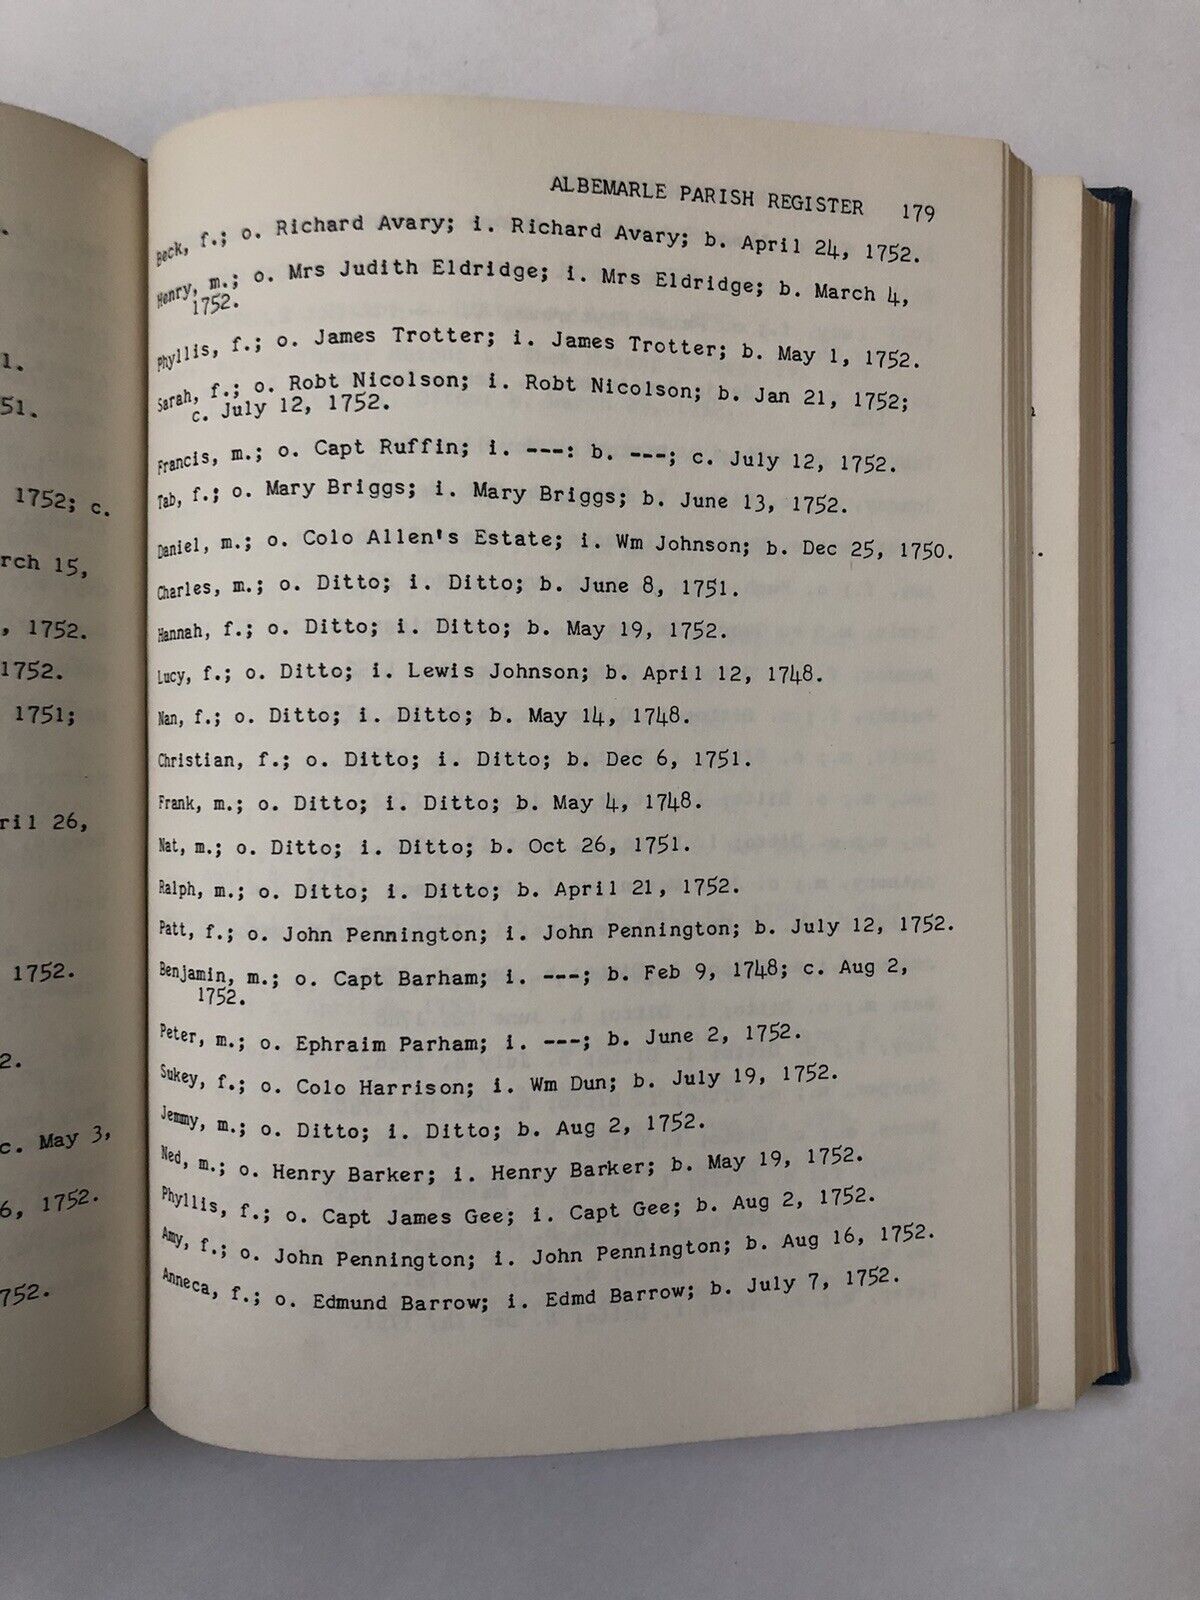 1.
51.
1752; c.
rch 15,
, 1752.
1752.
1751;
ril 26,
1752.
2.
c. May 3,
6, 1752.
752.
ALBEMARLE PARISH REGISTER 179
Beck, f.; o. Richard Avary; i. Richard Avary; b. April 24, 1752.
Henry, m.; o. Mrs Judith Eldridge; i. Mrs Eldridge; b. March 4,
1752.
Phyllis, f.; o. James Trotter; i. James Trotter; b. May 1, 1752.
Sarah, f.; o. Robt Nicolson; i. Robt Nicolson; b. Jan 21, 1752;
c. July 12, 1752.
Francis, m.; o. Capt Ruffin; i. ---: b. ---; c. July 12, 1752.
Tab, f.; o. Mary Briggs; i. Mary Briggs; b. June 13, 1752.
Daniel, m.; o. Colo Allen's Estate; i. Wm Johnson; b. Dec 25, 1750.
Charles, m.; o. Ditto; i. Ditto; b. June 8, 1751.
Hannah, f.; o. Ditto; i. Ditto; b. May 19, 1752.
Lucy, f.; o. Ditto; i. Lewis Johnson; b. April 12, 1748.
Nan, f.; o. Ditto; i. Ditto; b. May 14, 1748.
Christian, f.; o. Ditto; i. Ditto; b. Dec 6, 1751.
Frank, m.; o. Ditto; i. Ditto; b. May 4, 1748.
Nat, m.; o. Ditto; i. Ditto; b. Oct 26, 1751.
Ralph, m.; o. Ditto; i. Ditto; b. April 21, 1752.
Patt, f.; o. John Pennington; i. John Pennington; b. July 12, 1752.
Benjamin, m.; o. Capt Barham; i. ---; b. Feb 9, 1748; c. Aug 2,
1752.
Peter, m.; o. Ephraim Parham; i. ---; b. June 2, 1752.
Sukey, f.; o. Colo Harrison; i. Wm Dun; b. July 19, 1752.
Jemmy, m.; o. Ditto; i. Ditto; b. Aug 2, 1752.
Ned, m.; o. Henry Barker; i. Henry Barker; b. May 19, 1752.
Phyllis, f.; o. Capt James Gee; i. Capt Gee; b. Aug 2, 1752.
Amy, f.; o. John Pennington; i. John Pennington; b. Aug 16, 1752.
Anneca, f.; o. Edmund Barrow; i. Edmd Barrow; b. July 7, 1752.